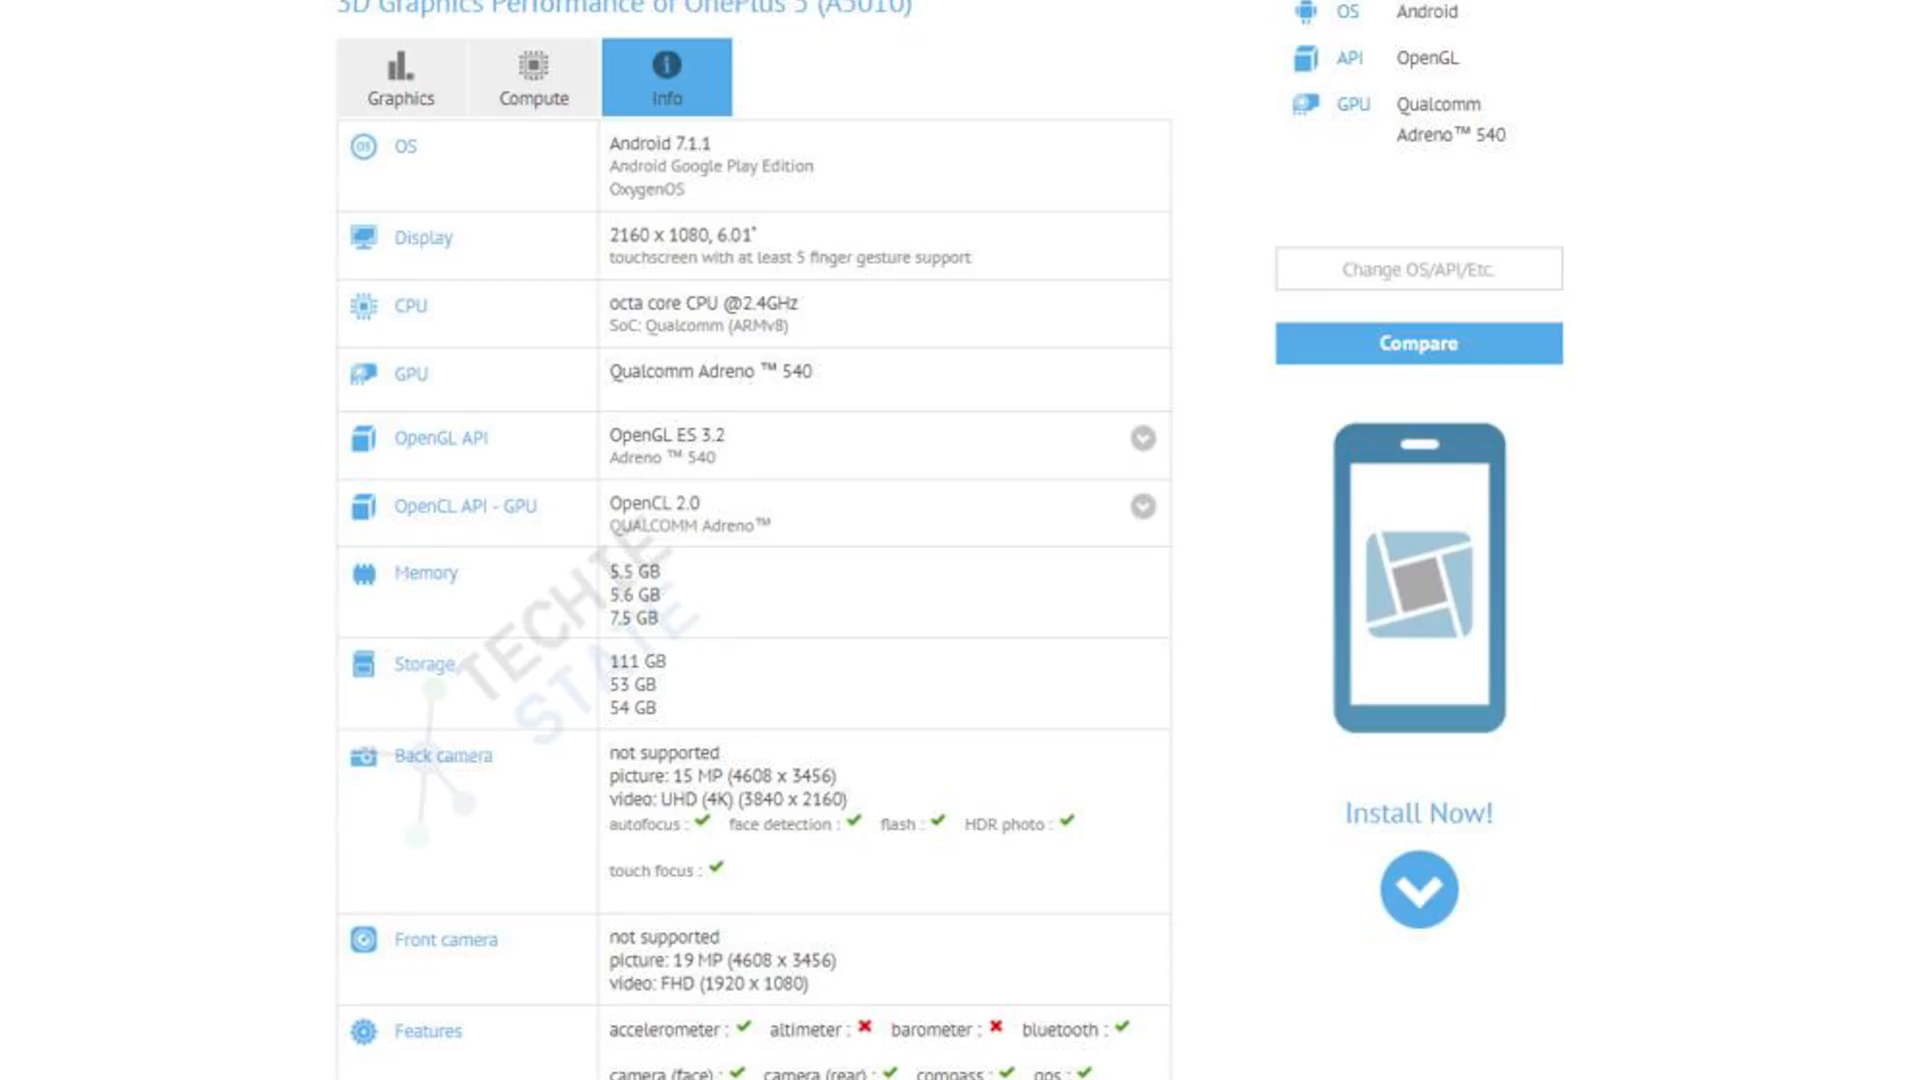 3D Graphics Performance of OnePlus 5 (A5010)
Graphics
Compute
Info
OS
Android 7.1.1
Android Google Play Edition
OxygenOS
Display
2160 x 1080, 6.01"
touchscreen with at least 5 finger gesture support
CPU
octa core CPU @2.4GHz
SoC: Qualcomm (ARMv8)
GPU
Qualcomm Adreno ™ 540
OpenGL API
OpenGL ES 3.2
Adreno ™ 540
OpenCL API - GPU
OpenCL 2.0
QUALCOMM Adreno™
Memory
5.5 GB
5.6 GB
7.5 GB
Storage
111 GB
53 GB
54 GB
Back camera
not supported
picture: 15 MP (4608 x 3456)
video: UHD (4K) (3840 x 2160)
autofocus : face detection : flash : HDR photo :
touch focus :
Front camera
not supported
picture: 19 MP (4608 x 3456)
video: FHD (1920 x 1080)
Features
accelerometer : altimeter : barometer : bluetooth :
camera (face) : camera (rear) : compass : gps :
TECHIE
STATE
OS Android
API OpenGL
GPU Qualcomm
Adreno™ 540
Change OS/API/Etc.
Compare
Install Now!